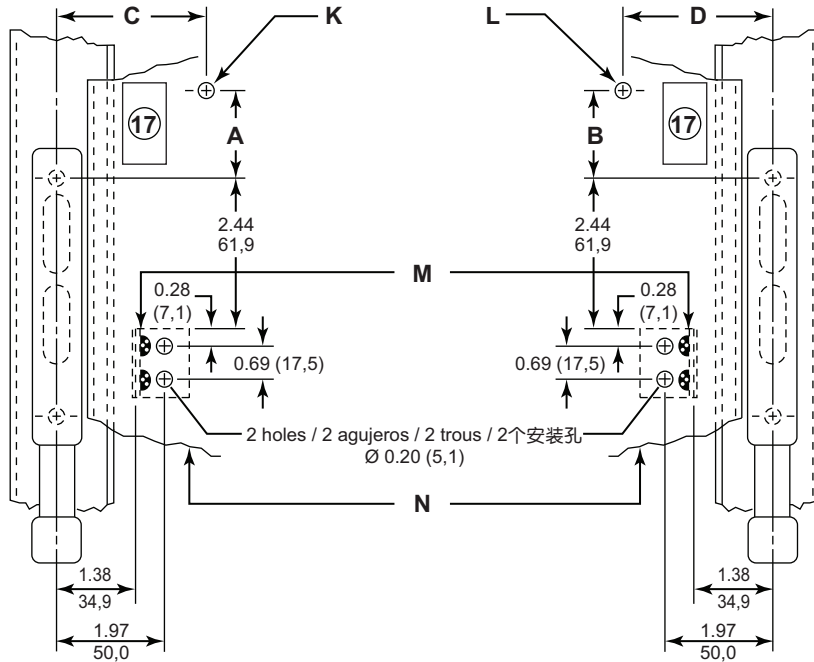 C K L D
17 17
A B
2.44 2.44
61,9 61,9
M
0.28 0.28
(7,1) (7,1)
0.69 (17,5) 0.69 (17,5)
2 holes / 2 agujeros / 2 trous / 2个安装孔
Ø 0.20 (5,1)
N
1.38 1.38
34,9 34,9
1.97 1.97
50,0 50,0